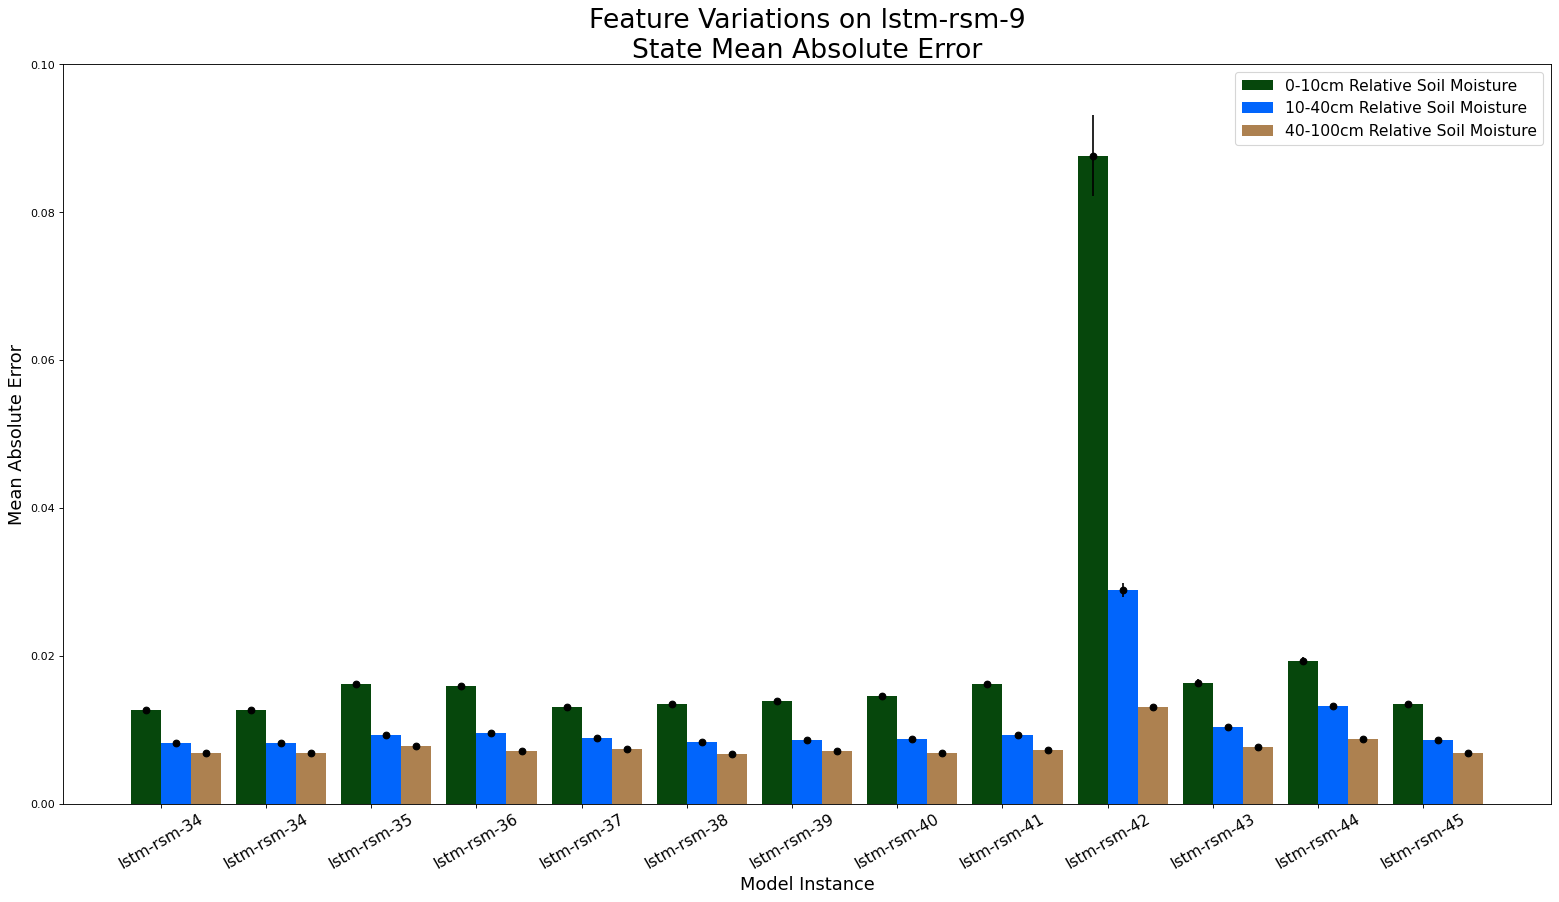 Feature Variations on lstm-rsm-9
State Mean Absolute Error
0.10
0.08
0.06
0.04
0.02
0.00
Mean Absolute Error
0-10cm Relative Soil Moisture
10-40cm Relative Soil Moisture
40-100cm Relative Soil Moisture
lstm-rsm-34
lstm-rsm-34
lstm-rsm-35
lstm-rsm-36
lstm-rsm-37
lstm-rsm-38
lstm-rsm-39
lstm-rsm-40
lstm-rsm-41
lstm-rsm-42
lstm-rsm-43
lstm-rsm-44
lstm-rsm-45
Model Instance